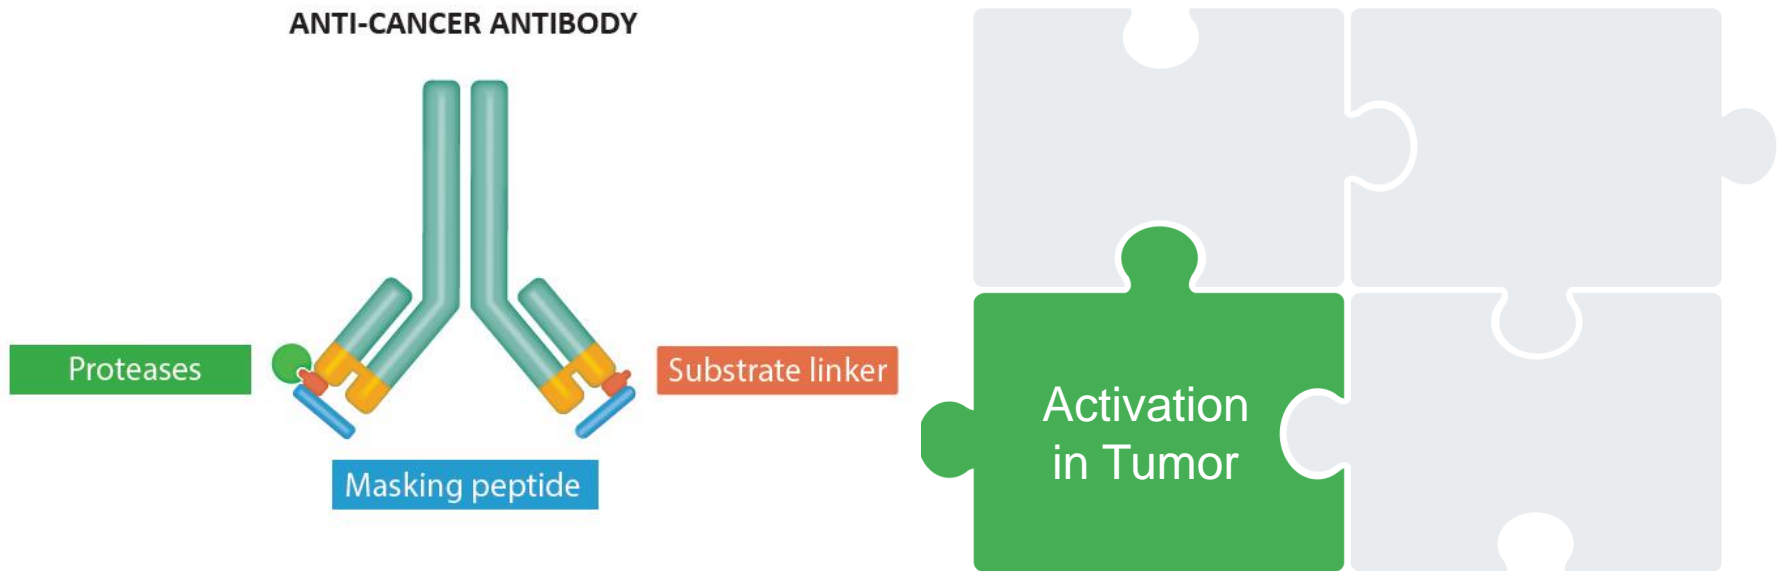 ANTI-CANCER ANTIBODY
Proteases
Substrate linker
Masking peptide
Activation
in Tumor